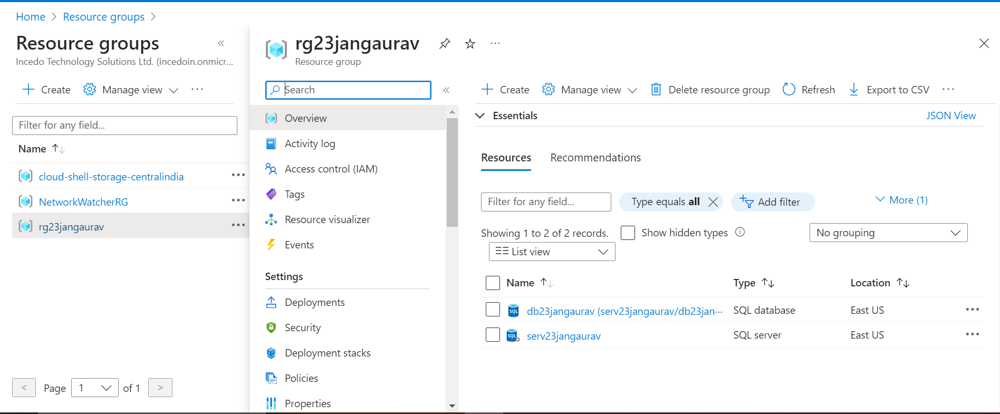 Home > Resource groups >
Resource groups «
Incedo Technology Solutions Ltd. (incedoin.onmicr...
+ Create Manage view ...
Filter for any field...
Name ↑↓
cloud-shell-storage-centralindia ...
NetworkWatcherRG ...
rg23jangaurav ...
< Page 1 of 1 >
rg23jangaurav ...
Resource group
Search «
Overview
Activity log
Access control (IAM)
Tags
Resource visualizer
Events
Settings
Deployments
Security
Deployment stacks
Policies
Properties
+ Create Manage view Delete resource group Refresh Export to CSV ...
Essentials JSON View
Resources Recommendations
Filter for any field... Type equals all Add filter More (1)
Showing 1 to 2 of 2 records. Show hidden types No grouping
List view
Name ↑↓ Type ↑↓ Location ↑↓
db23jangaurav (serv23jangaurav/db23jan... SQL database East US ...
serv23jangaurav SQL server East US ...